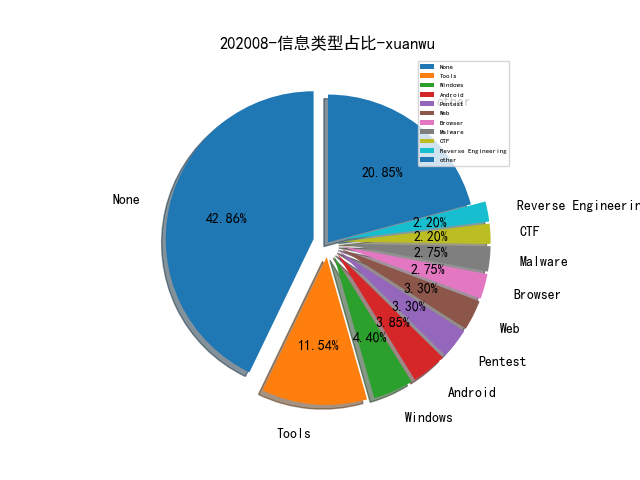 202008-信息类型占比-xuanwu
None
Tools
Windows
Android
Pentest
Web
Browser
Malware
CTF
Reverse Engineering
other
other
20.85%
42.86%
None
Reverse Engineerin
2.20%
CTF
2.20%
Malware
2.75%
Browser
2.75%
Web
3.30%
Pentest
3.30%
Android
3.85%
Windows
4.40%
Tools
11.54%